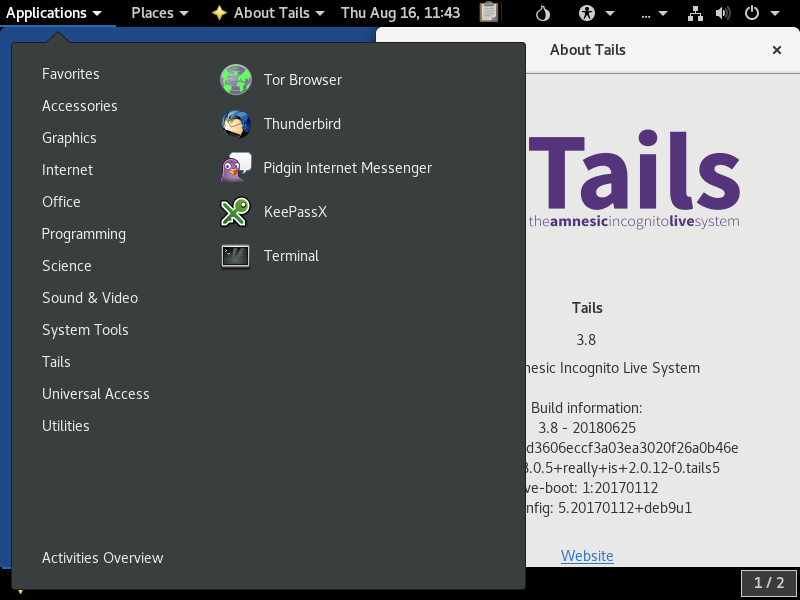 Applications Places About Tails Thu Aug 16, 11:43 ...
About Tails
Favorites
Accessories
Graphics
Internet
Office
Programming
Science
Sound & Video
System Tools
Tails
Universal Access
Utilities
Activities Overview
Tor Browser
Thunderbird
Pidgin Internet Messenger
KeePassX
Terminal
Tails
theamnesicincognitolivesystem
Tails
3.8
Incognito Live System
Build information:
3.8 - 20180625
d3606eccf3a03ea3020f26a0b46e
.0.5+really+is+2.0.12-0.tails5
ve-boot: 1:20170112
nfig: 5.20170112+deb9u1
Website
1 / 2